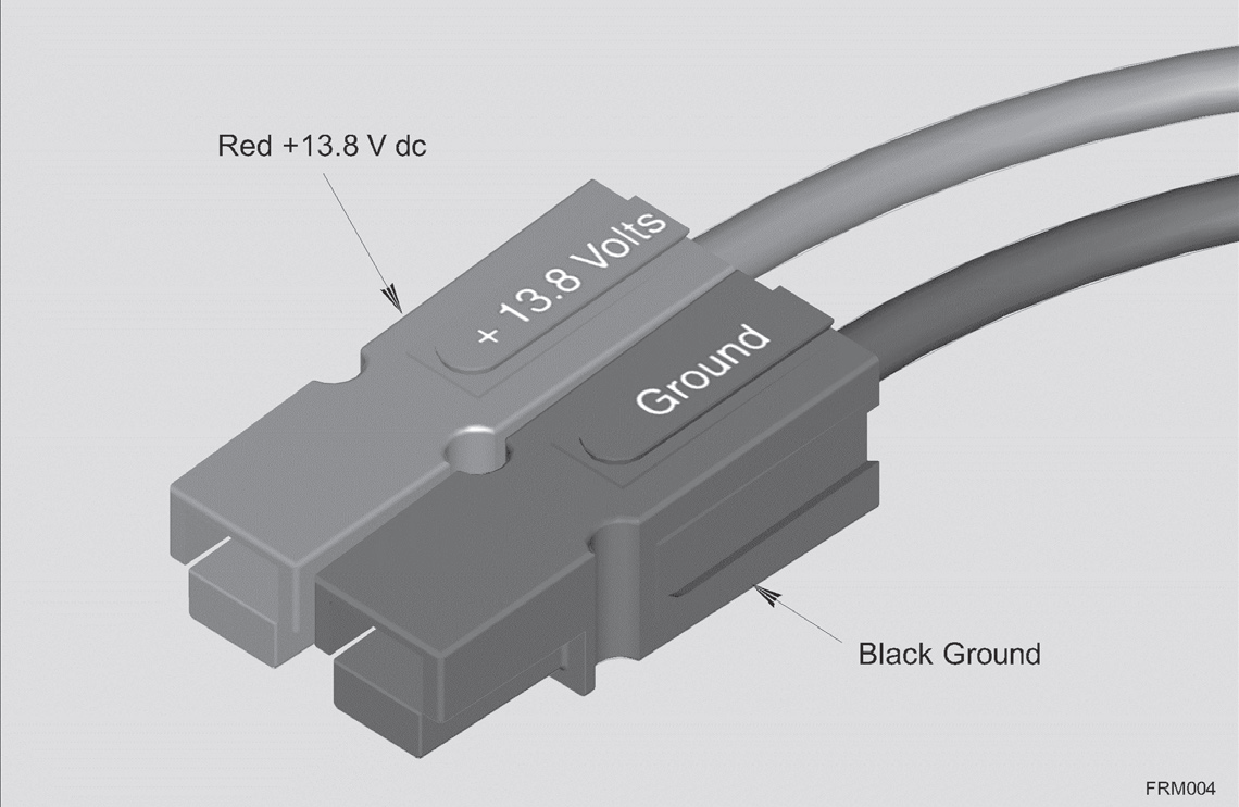 Red +13.8 V dc
+ 13.8 Volts
Ground
Black Ground
FRM004